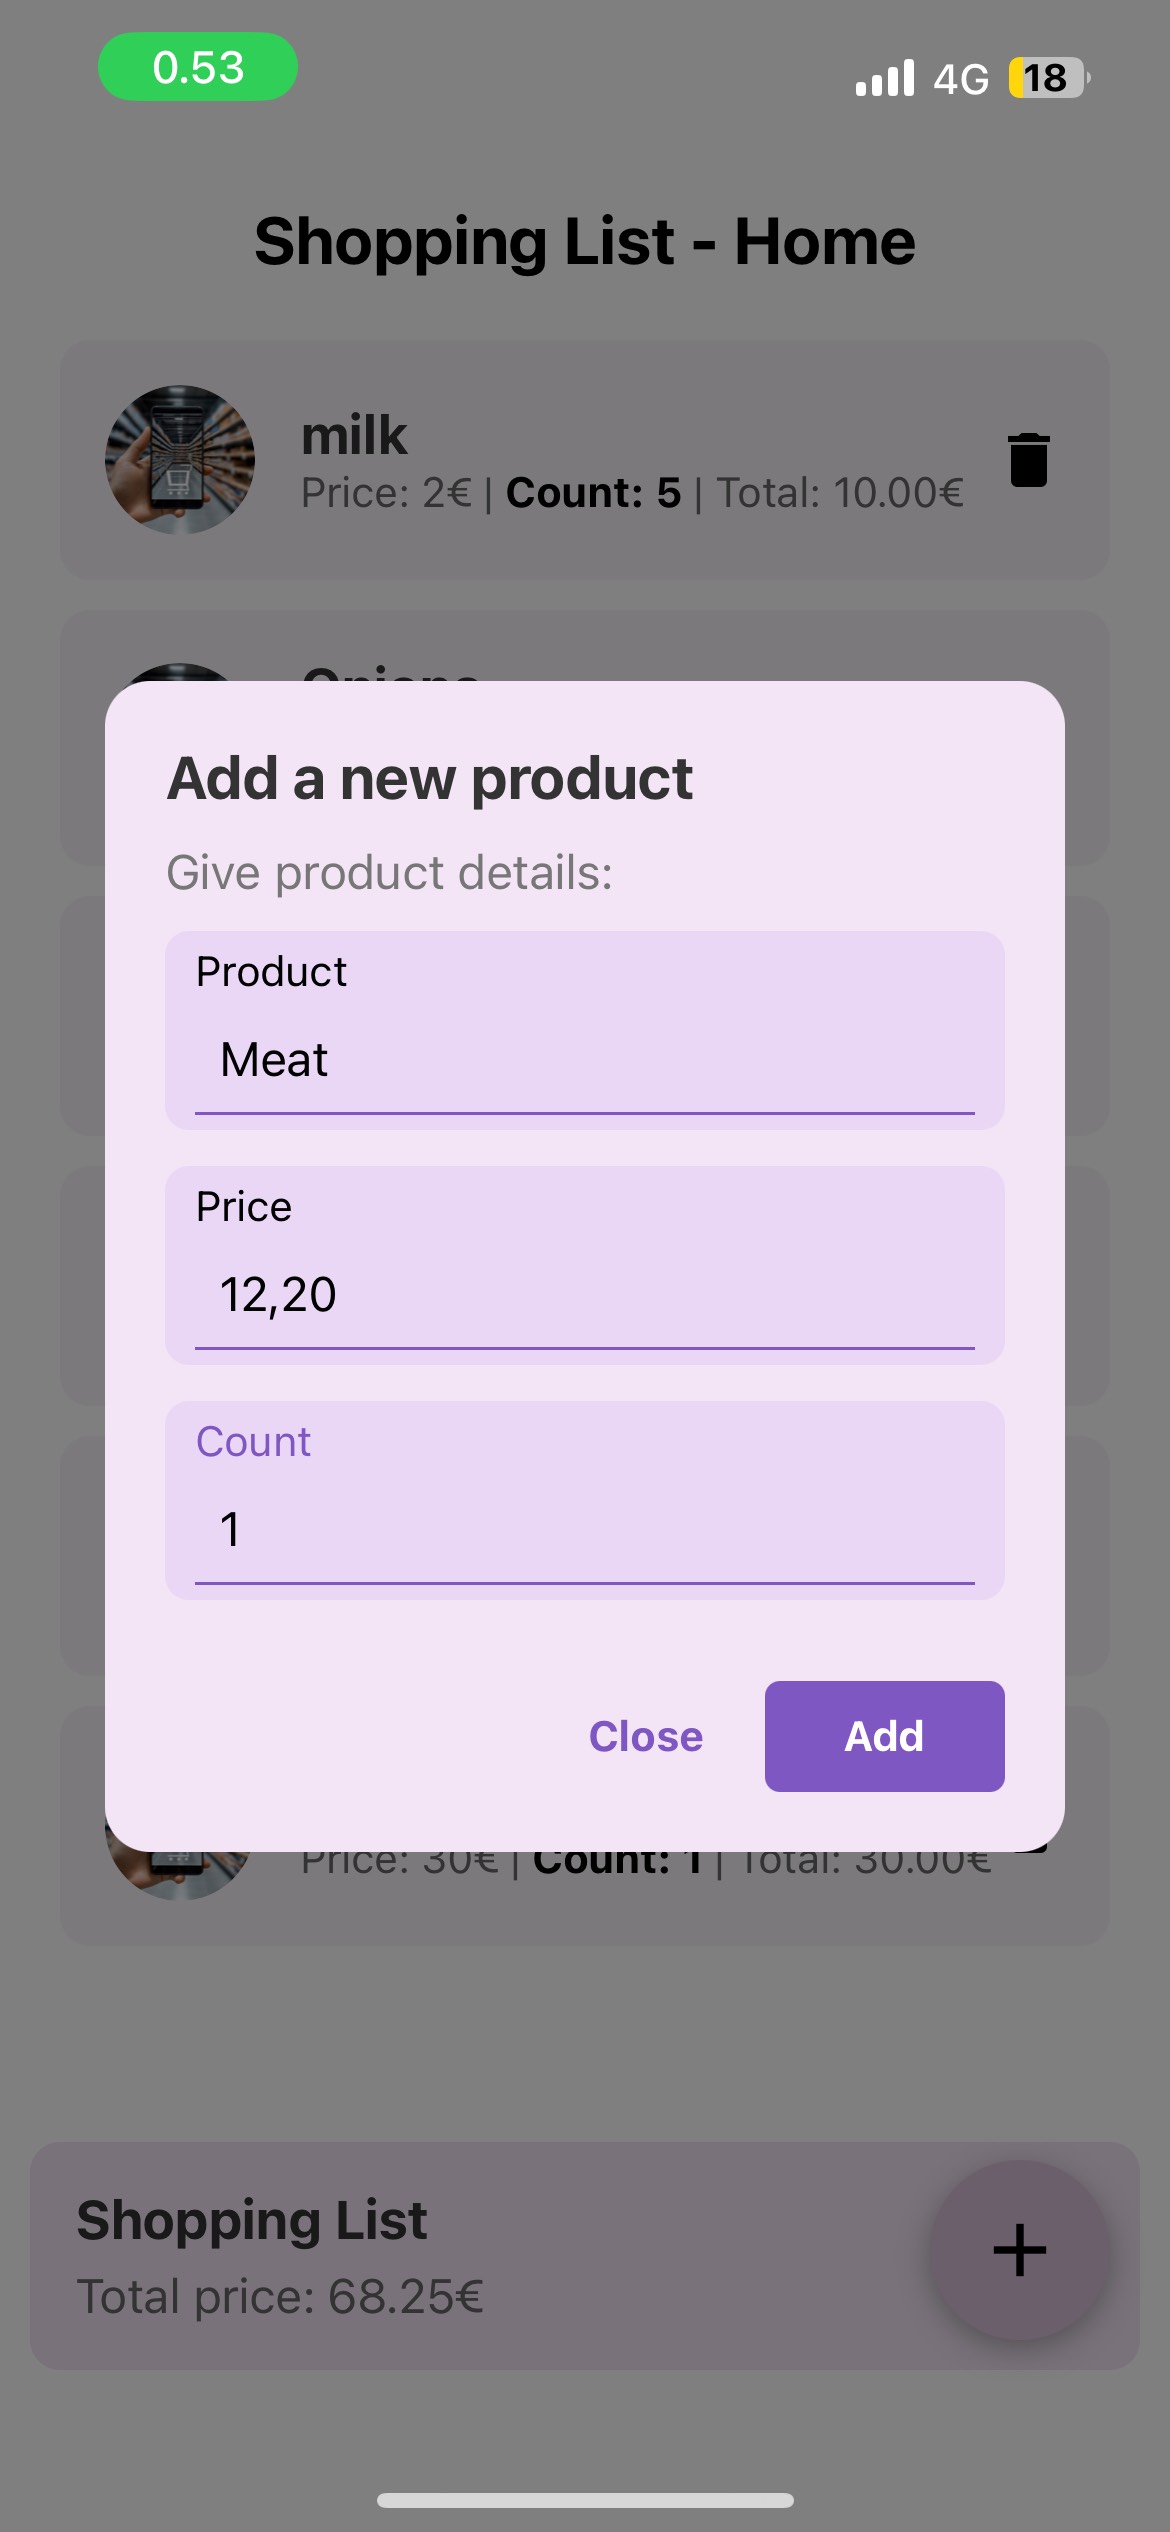 0.53
4G 18
Shopping List - Home
milk
Price: 2€ | Count: 5 | Total: 10.00€
Add a new product
Give product details:
Product
Meat
Price
12,20
Count
1
Close
Add
Price: 30€ | Count: 1 | Total: 30.00€
Shopping List
Total price: 68.25€
+